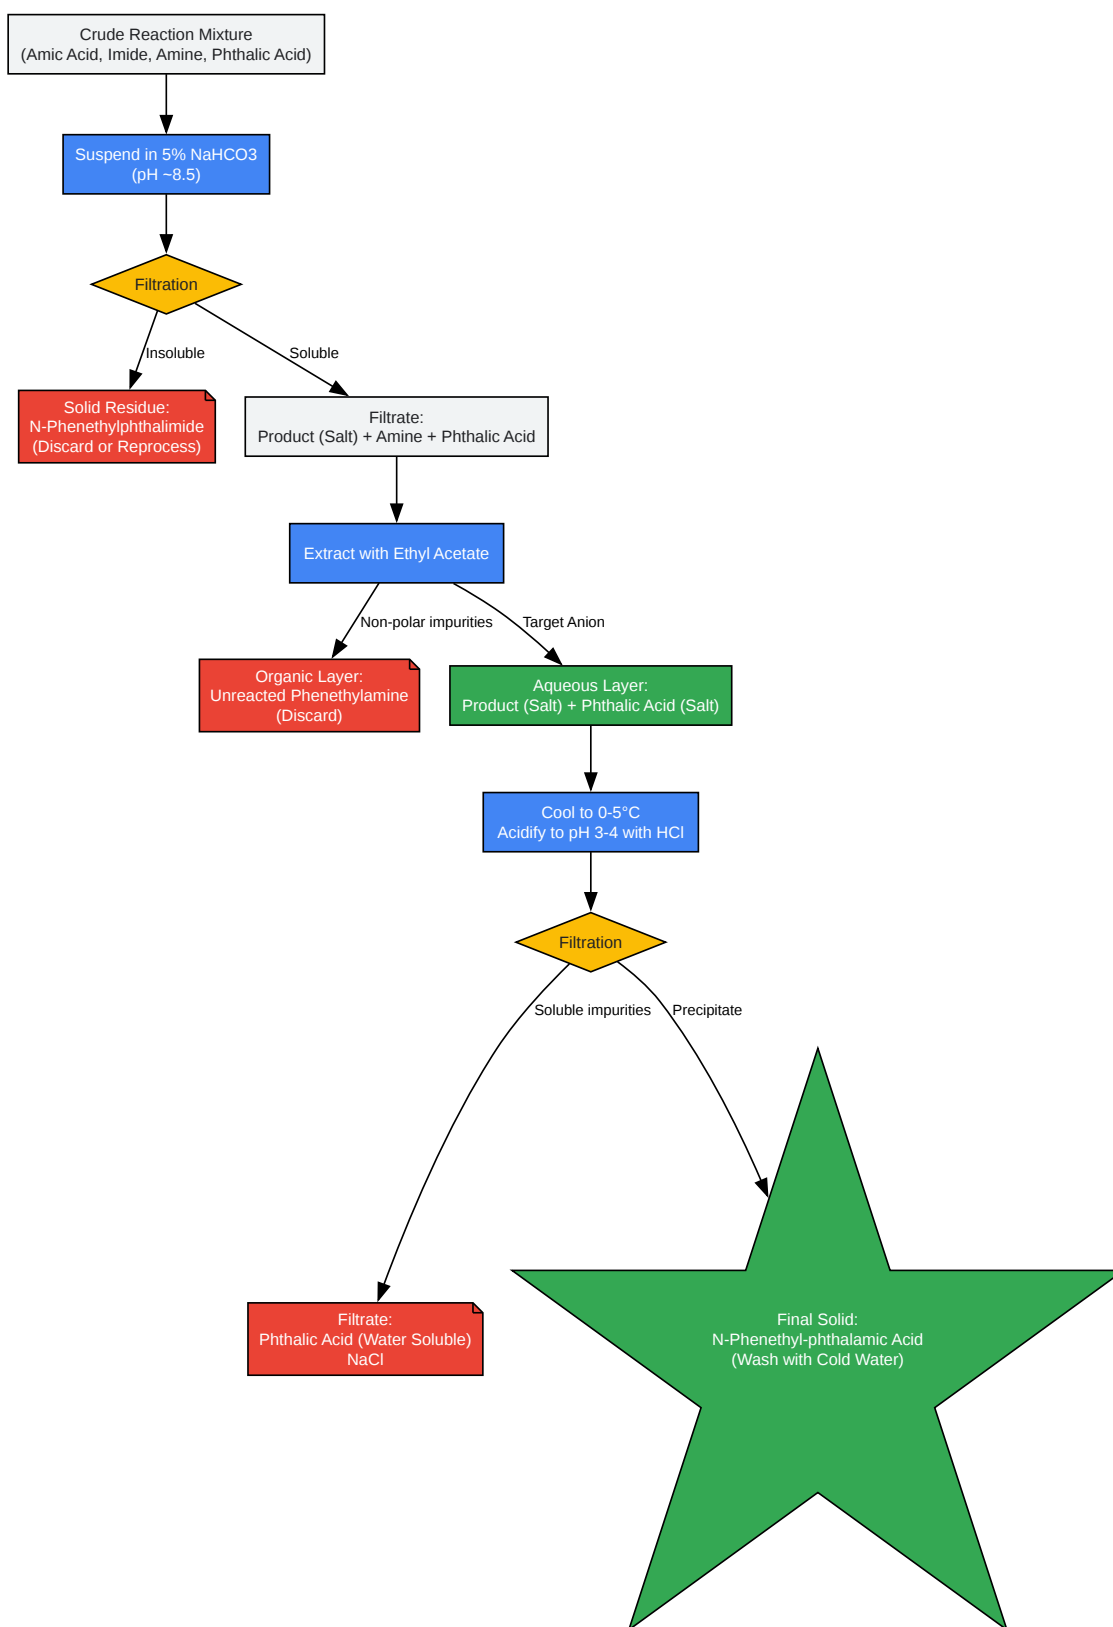 Crude Reaction Mixture
(Amic Acid, Imide, Amine, Phthalic Acid)
Suspend in 5% NaHCO3
(pH ~8.5)
Filtration
Insoluble
Soluble
Solid Residue:
N-Phenethylphthalimide
(Discard or Reprocess)
Filtrate:
Product (Salt) + Amine + Phthalic Acid
Extract with Ethyl Acetate
Non-polar impurities
Target Anion
Organic Layer:
Unreacted Phenethylamine
(Discard)
Aqueous Layer:
Product (Salt) + Phthalic Acid (Salt)
Cool to 0-5°C
Acidify to pH 3-4 with HCl
Filtration
Soluble impurities
Precipitate
Filtrate:
Phthalic Acid (Water Soluble)
NaCl
Final Solid:
N-Phenethyl-phthalamic Acid
(Wash with Cold Water)